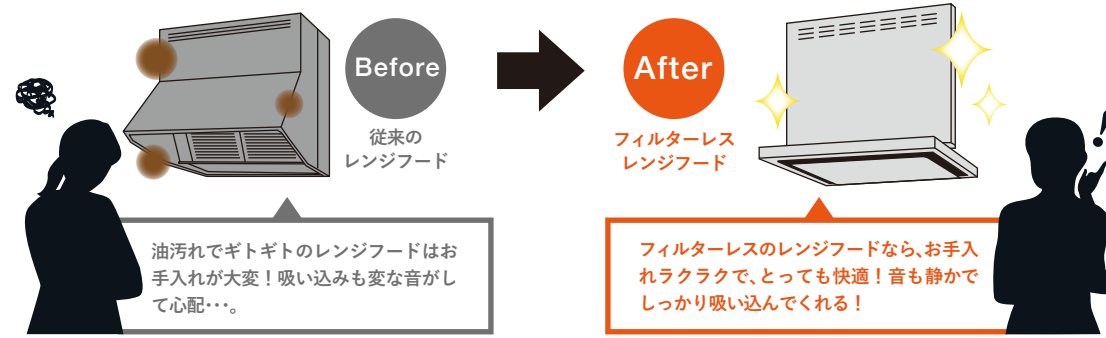 Before
従来の
レンジフード
油汚れでギトギトのレンジフードはお
手入れが大変！吸い込みも変な音がし
て心配･･･。
After
フィルターレス
レンジフード
フィルターレスのレンジフードなら、お手入
れラクラクで、とっても快適！音も静かで
しっかり吸い込んでくれる！